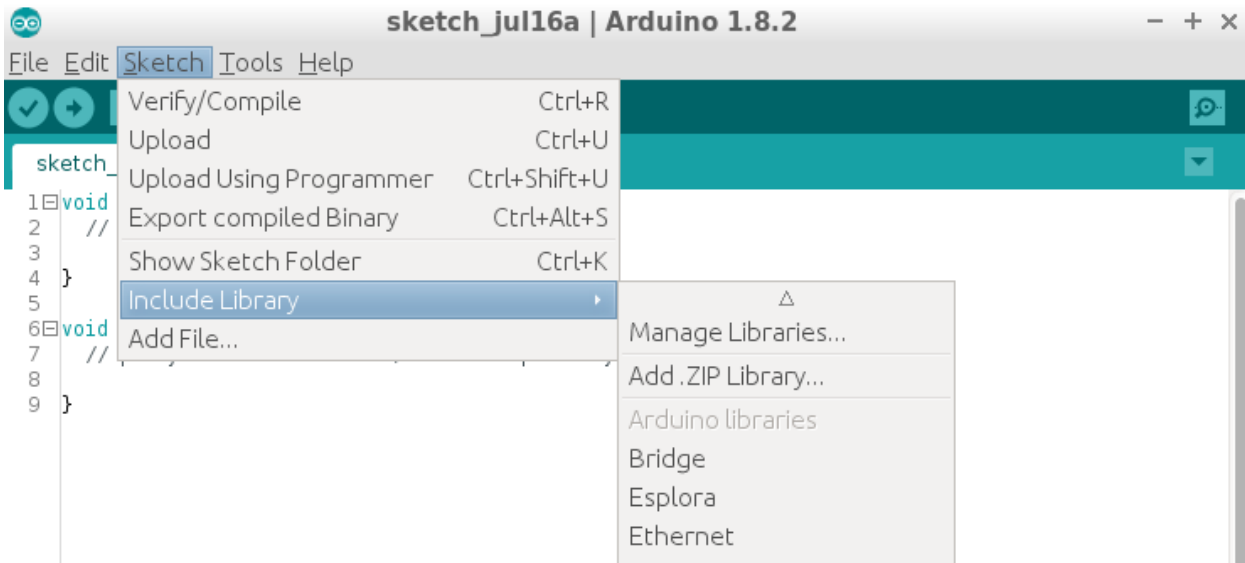 sketch_jul16a | Arduino 1.8.2
File Edit Sketch Tools Help
Verify/Compile Ctrl+R
Upload Ctrl+U
Upload Using Programmer Ctrl+Shift+U
Export compiled Binary Ctrl+Alt+S
Show Sketch Folder Ctrl+K
Include Library
Add File...
Manage Libraries...
Add .ZIP Library...
Arduino libraries
Bridge
Esplora
Ethernet
sketch_
1 void
2 //
3
4 }
5
6 void
7 //
8
9 }